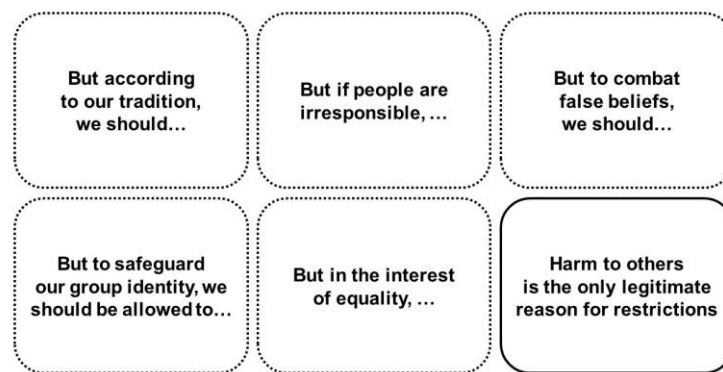 But according
to our tradition,
we should…
But if people are
irresponsible, …
But to combat
false beliefs,
we should…
But to safeguard
our group identity, we
should be allowed to…
But in the interest
of equality, …
Harm to others
is the only legitimate
reason for restrictions